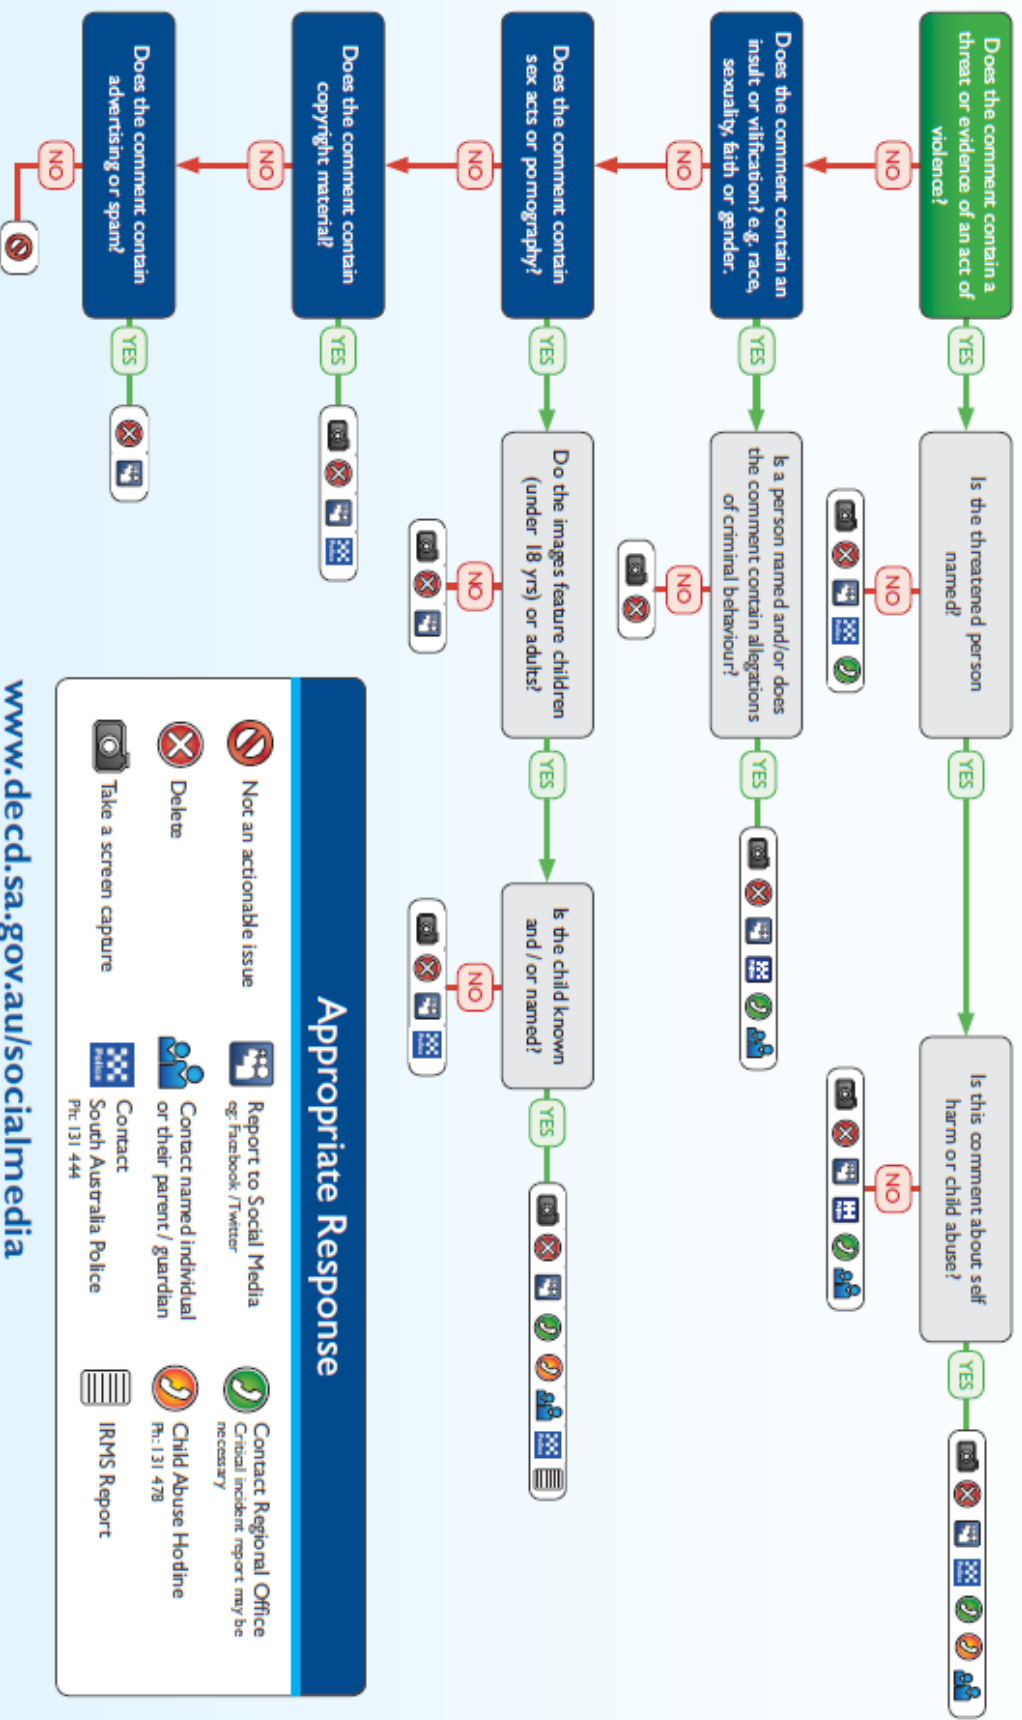 Does the comment contain a
threat or evidence of an act of
violence?
YES
Is the threatened person
named?
YES
Is this comment about self
harm or child abuse?
YES
NO
NO
Police
NO
Does the comment contain an
insult or vilification? e.g. race,
sexuality, faith or gender.
YES
Is a person named and/or does
the comment contain allegations
of criminal behaviour?
YES
NO
NO
Does the comment contain
sex acts or pornography?
YES
Do the images feature children
(under 18 yrs) or adults?
YES
Is the child known
and / or named?
YES
NO
NO
NO
Does the comment contain
copyright material?
YES
NO
Does the comment contain
advertising or spam?
YES
NO
Appropriate Response
Not an actionable issue
Delete
Take a screen capture
Report to Social Media
eg: Facebook /Twitter
Contact named individual
or their parent / guardian
Police
Contact
South Australia Police
Ph: 131 444
Contact Regional Office
Critical incident report may be
necessary
Child Abuse Hotline
Ph: 131 478
IRMS Report
www.decd.sa.gov.au/socialmedia